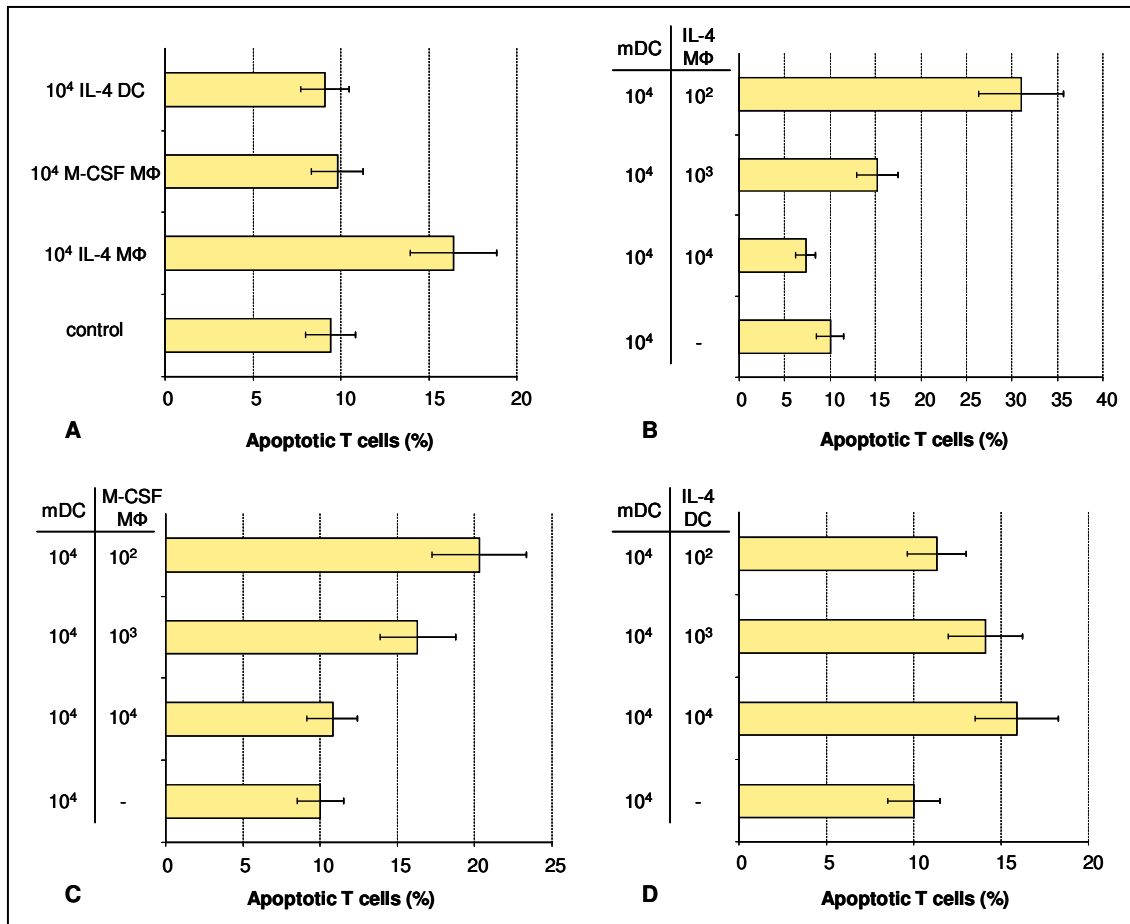 10⁴ IL-4 DC
10⁴ M-CSF MΦ
10⁴ IL-4 MΦ
control
0 5 10 15 20
A Apoptotic T cells (%)
mDC IL-4 MΦ
10⁴ 10²
10⁴ 10³
10⁴ 10⁴
10⁴ -
0 5 10 15 20 25 30 35 40
B Apoptotic T cells (%)
mDC M-CSF MΦ
10⁴ 10²
10⁴ 10³
10⁴ 10⁴
10⁴ -
0 5 10 15 20 25
C Apoptotic T cells (%)
mDC IL-4 DC
10⁴ 10²
10⁴ 10³
10⁴ 10⁴
10⁴ -
0 5 10 15 20
D Apoptotic T cells (%)